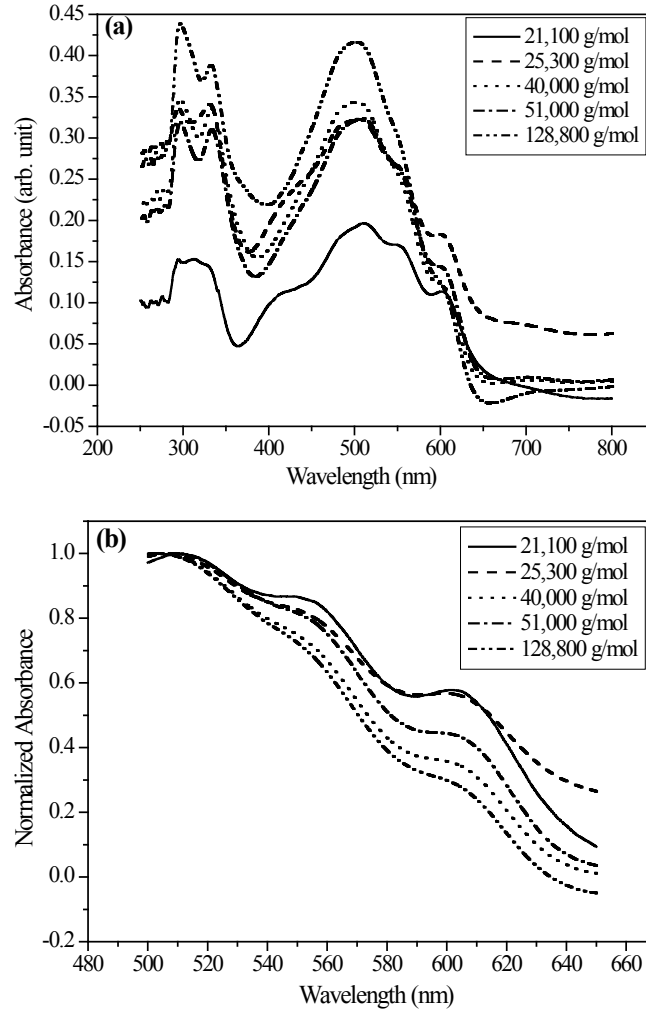 (a)
21,100 g/mol
25,300 g/mol
40,000 g/mol
51,000 g/mol
128,800 g/mol
Absorbance (arb. unit)
0.45
0.40
0.35
0.30
0.25
0.20
0.15
0.10
0.05
0.00
-0.05
200 300 400 500 600 700 800
Wavelength (nm)
(b)
21,100 g/mol
25,300 g/mol
40,000 g/mol
51,000 g/mol
128,800 g/mol
Normalized Absorbance
1.0
0.8
0.6
0.4
0.2
0.0
-0.2
480 500 520 540 560 580 600 620 640 660
Wavelength (nm)